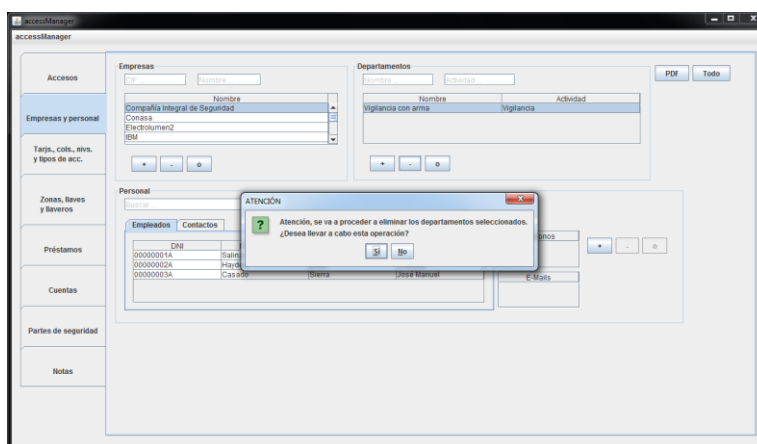 accessManager
accessManager
Accesos
Empresas y personal
Tarjs., cols., nivs.
y tipos de acc.
Zonas, llaves
y llaveros
Préstamos
Cuentas
Partes de seguridad
Notas
Empresas
CIF...
Nombre...
Nombre
Compañía Integral de Seguridad
Conasa
Electrolumen2
IBM
+ - o
Departamentos
Nombre...
Actividad...
Nombre Actividad
Vigilancia con arma Vigilancia
+ - o
PDF Todo
Personal
Buscar...
Empleados Contactos
DNI
00000001A
00000002A
00000003A Casado Sierra José Manuel
E-Mails
+ - o
ATENCIÓN
Atención, se va a proceder a eliminar los departamentos seleccionados.
¿Desea llevar a cabo esta operación?
Sí No